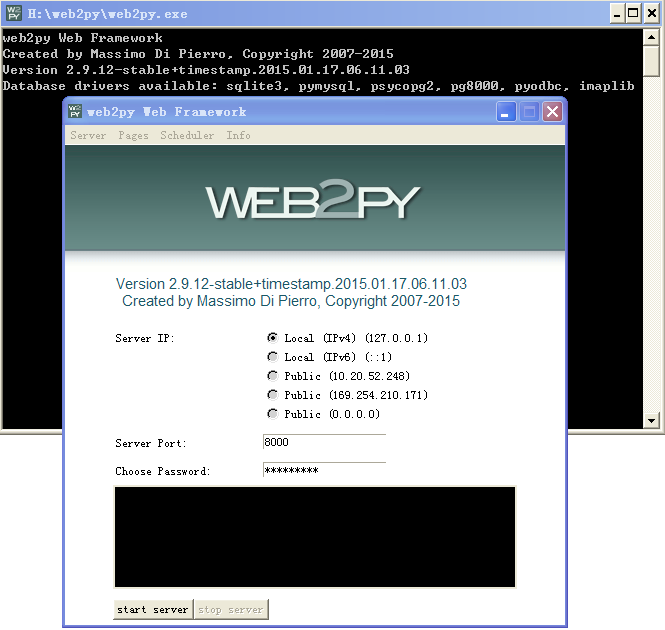 H:\web2py\web2py.exe
web2py Web Framework
Created by Massimo Di Pierro, Copyright 2007-2015
Version 2.9.12-stable+timestamp.2015.01.17.06.11.03
Database drivers available: sqlite3, pymysql, psycopg2, pg8000, pyodbc, imaplib
web2py Web Framework
Server Pages Scheduler Info
WEB2PY
Version 2.9.12-stable+timestamp.2015.01.17.06.11.03
Created by Massimo Di Pierro, Copyright 2007-2015
Server IP: Local (IPv4) (127.0.0.1)
Local (IPv6) (::1)
Public (10.20.52.248)
Public (169.254.210.171)
Public (0.0.0.0)
Server Port: 8000
Choose Password: *********
start server stop server